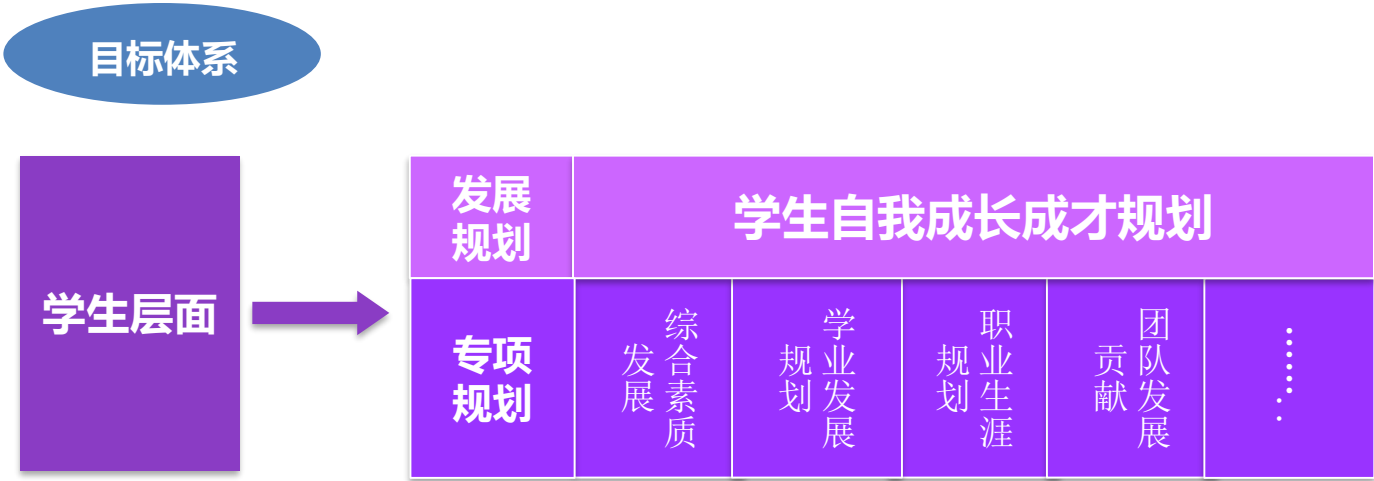 目标体系
学生层面
发展
规划
学生自我成长成才规划
专项
规划
综合素质
发展
学业发展
规划
职业生涯
规划
团队发展
贡献
……..